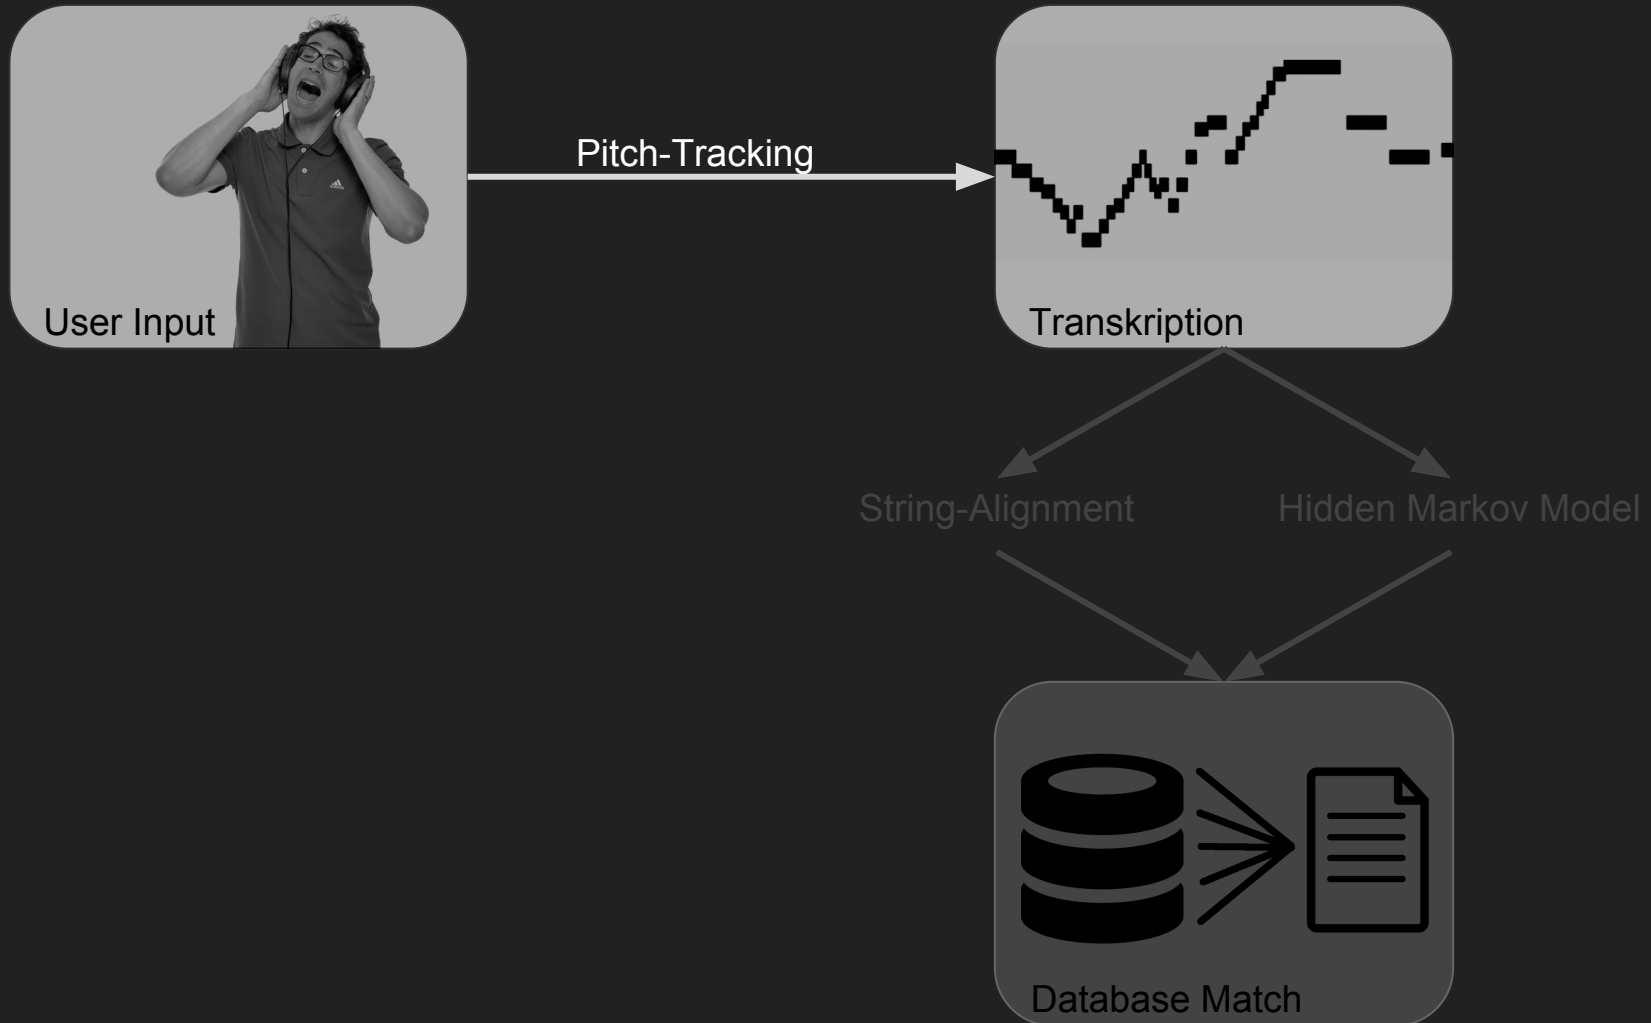 Pitch-Tracking
User Input
Transkription
String-Alignment
Hidden Markov Model
Database Match